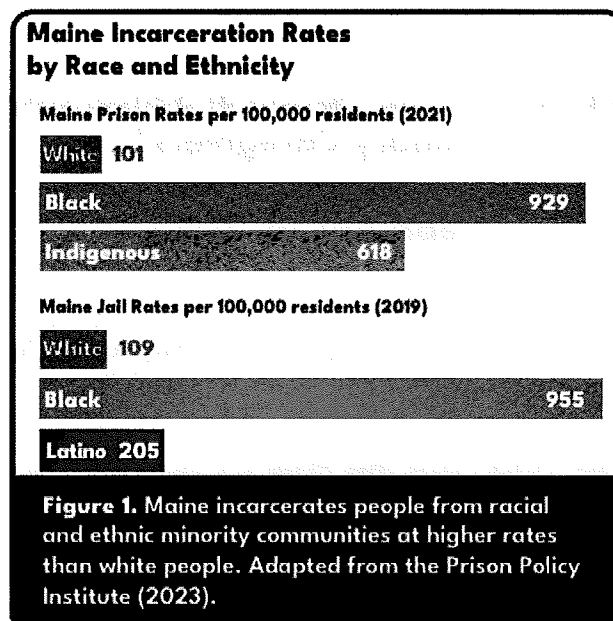 Maine Incarceration Rates
by Race and Ethnicity
Maine Prison Rates per 100,000 residents (2021)
White 101
Black 929
Indigenous 618
Maine Jail Rates per 100,000 residents (2019)
White 109
Black 955
Latino 205
Figure 1. Maine incarcerates people from racial
and ethnic minority communities at higher rates
than white people. Adapted from the Prison Policy
Institute (2023).